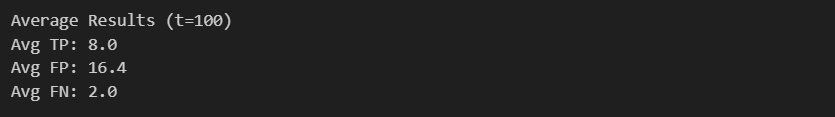 Average Results (t=100)
Avg TP: 8.0
Avg FP: 16.4
Avg FN: 2.0